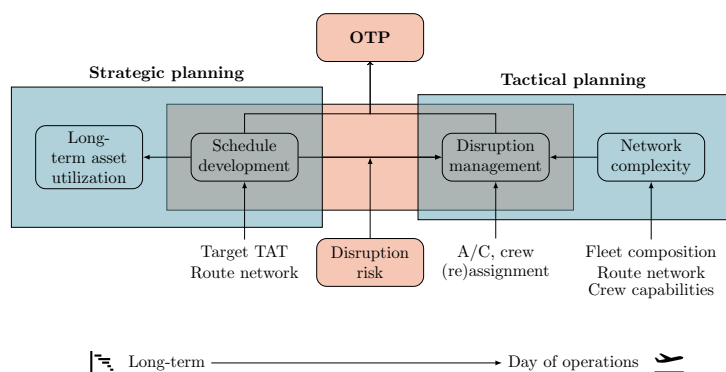 OTP
Strategic planning
Tactical planning
Long-
term asset
utilization
Schedule
development
Disruption
management
Network
complexity
Target TAT
Route network
Disruption
risk
A/C, crew
(re)assignment
Fleet composition
Route network
Crew capabilities
Long-term
Day of operations